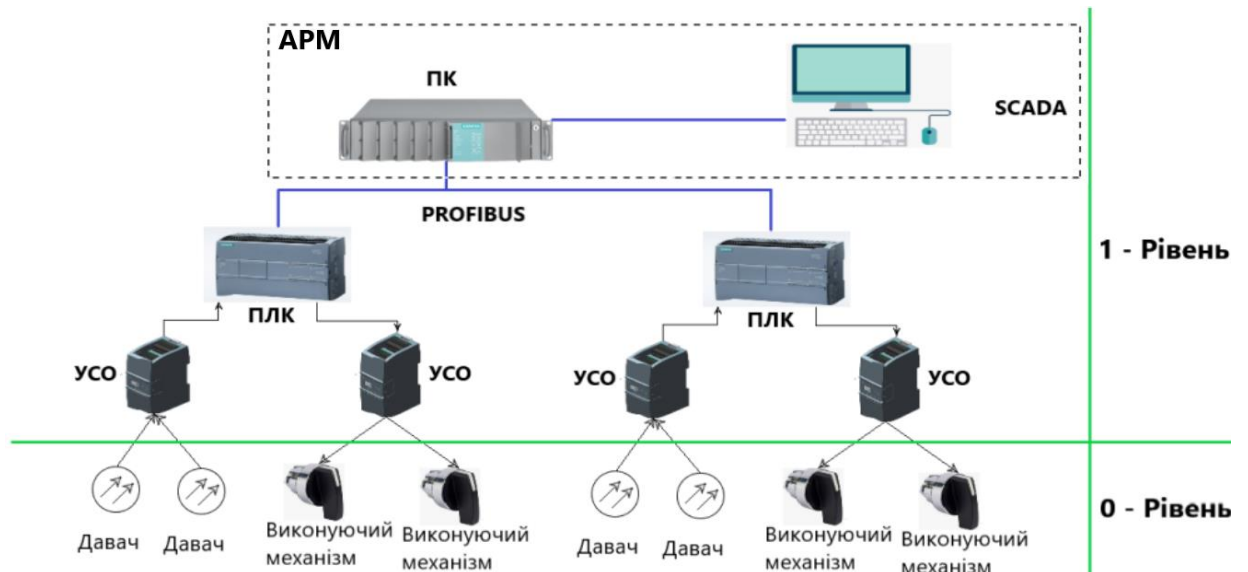 АРМ
ПК
SCADA
PROFIBUS
1 - Рівень
ПЛК
ПЛК
УСО
УСО
УСО
УСО
0 - Рівень
Давач
Давач
Виконуючий
механізм
Виконуючий
механізм
Давач
Давач
Виконуючий
механізм
Виконуючий
механізм